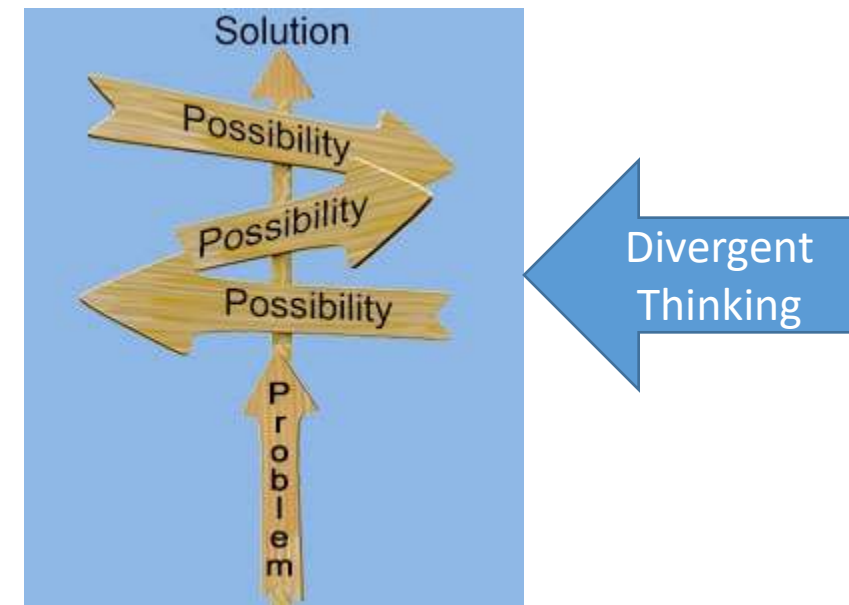 Solution
Possibility
Possibility
Possibility
Problem
Divergent
Thinking